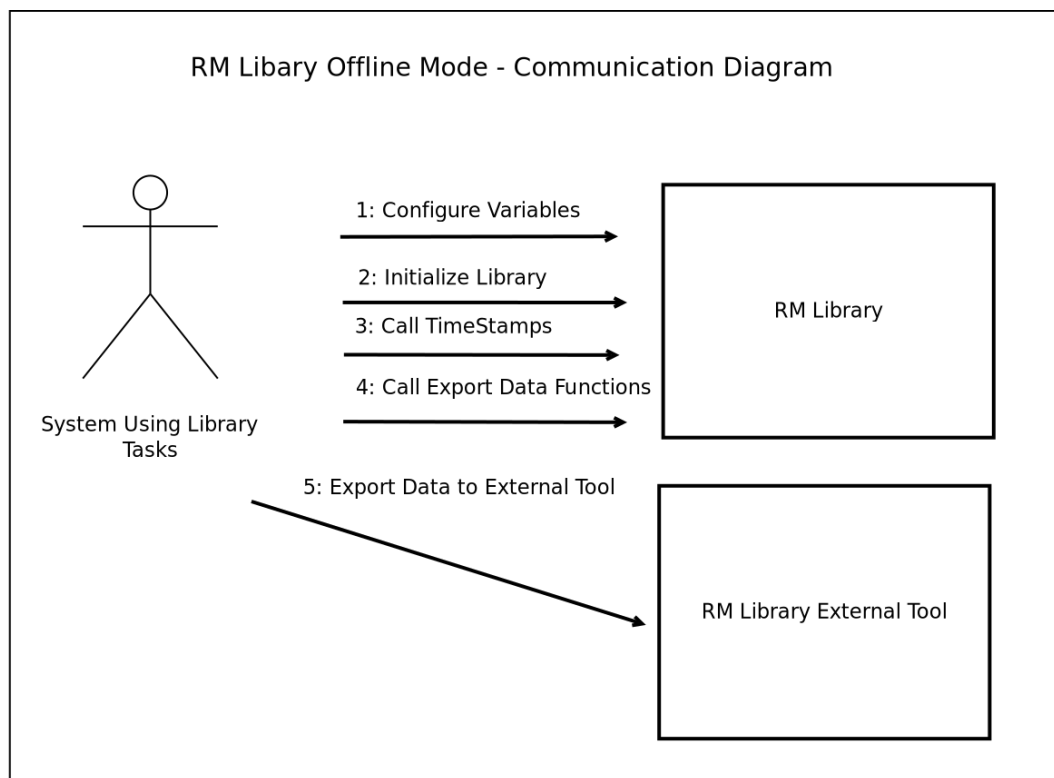 RM Libary Offline Mode - Communication Diagram
1: Configure Variables
2: Initialize Library
3: Call TimeStamps
4: Call Export Data Functions
RM Library
System Using Library
Tasks
5: Export Data to External Tool
RM Library External Tool